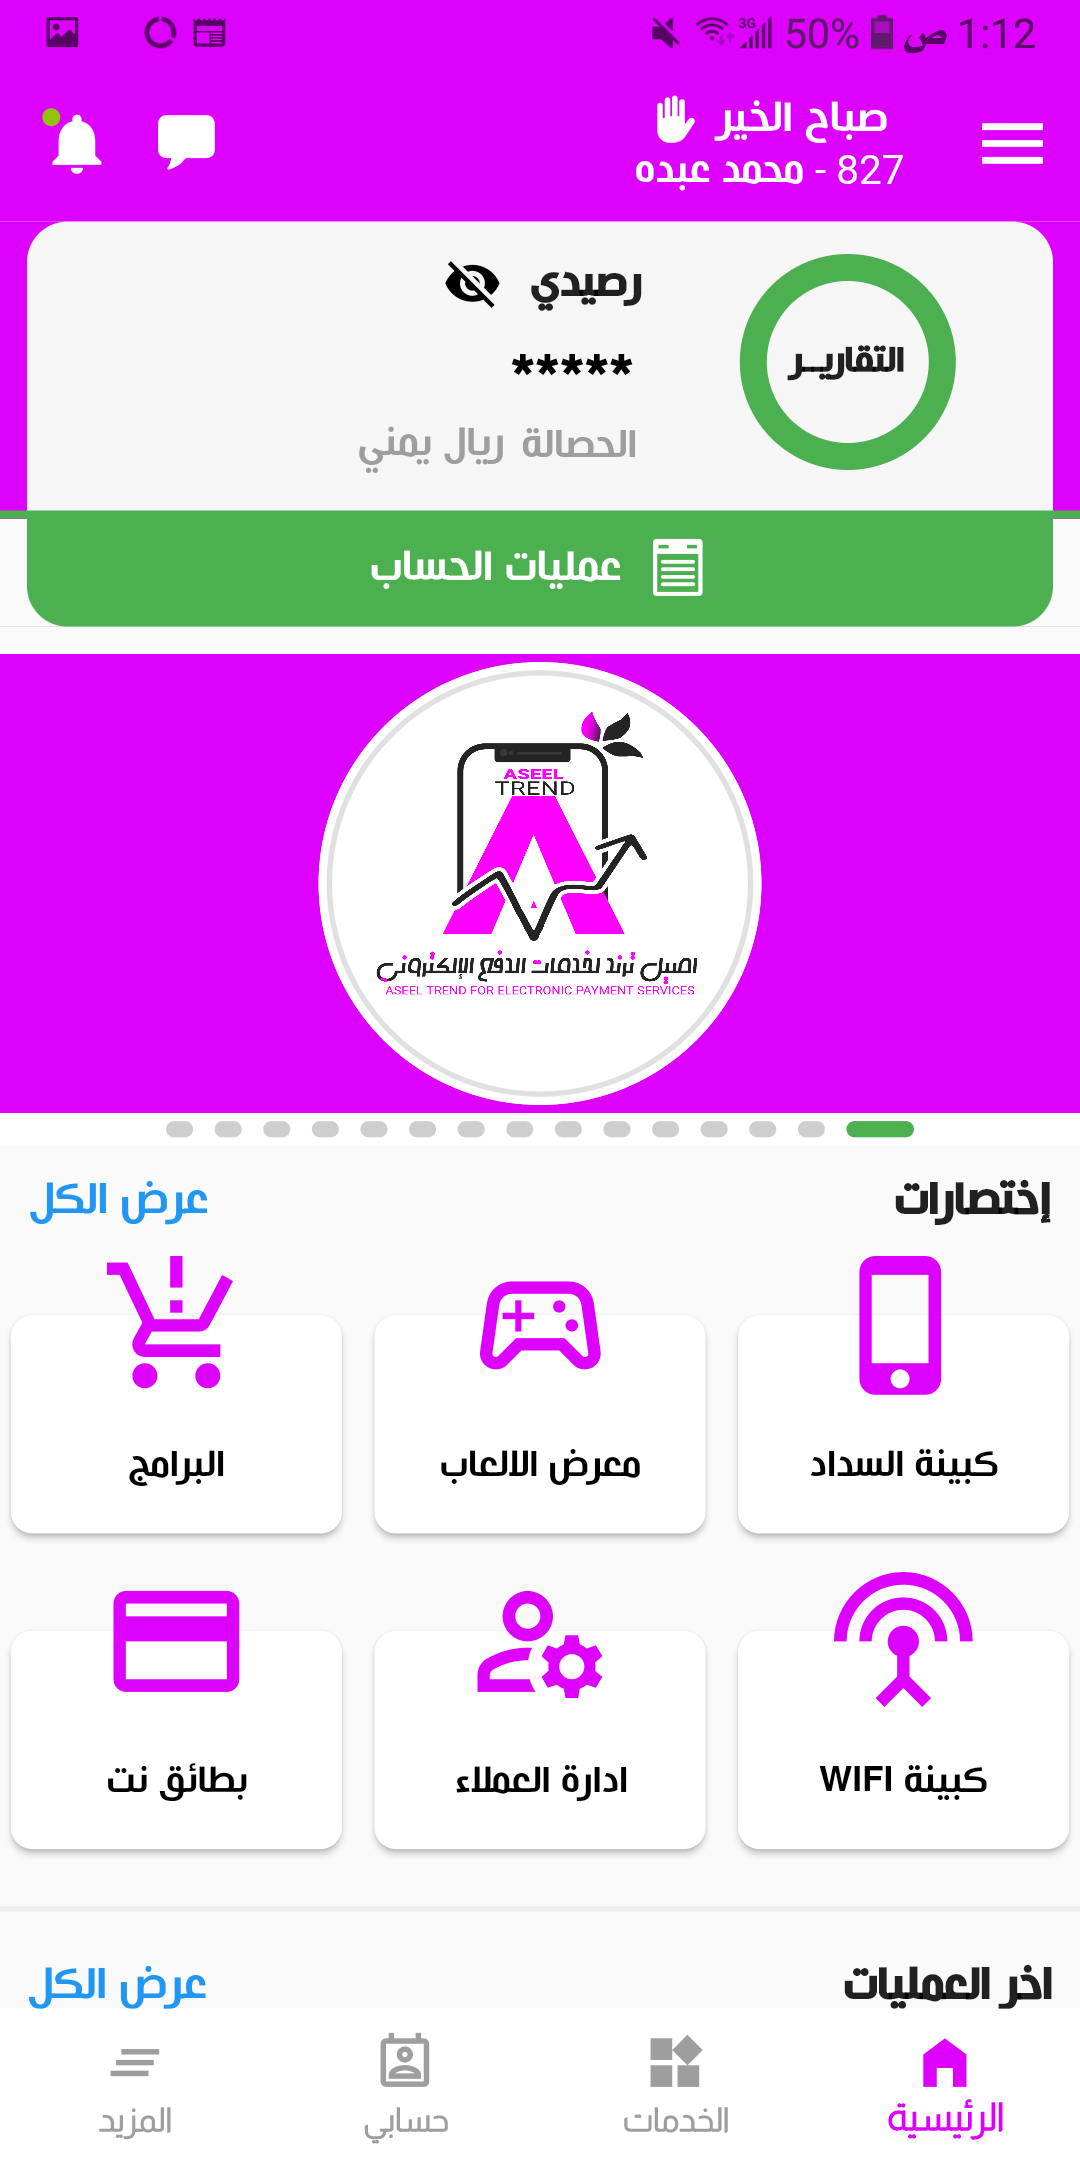 1:12 ص 50% 3G
صباح الخير
827 - محمد عبده
رصيدي
*****
الحصالة ريال يمني
التقارير
عمليات الحساب
ASEEL
TREND
اصيل ترند لخدمات الدفع الإلكتروني
ASEEL TREND FOR ELECTRONIC PAYMENT SERVICES
إختصارات
عرض الكل
كبينة السداد
معرض الالعاب
البرامج
كبينة WIFI
ادارة العملاء
بطائق نت
اخر العمليات
عرض الكل
الرئيسية
الخدمات
حسابي
المزيد